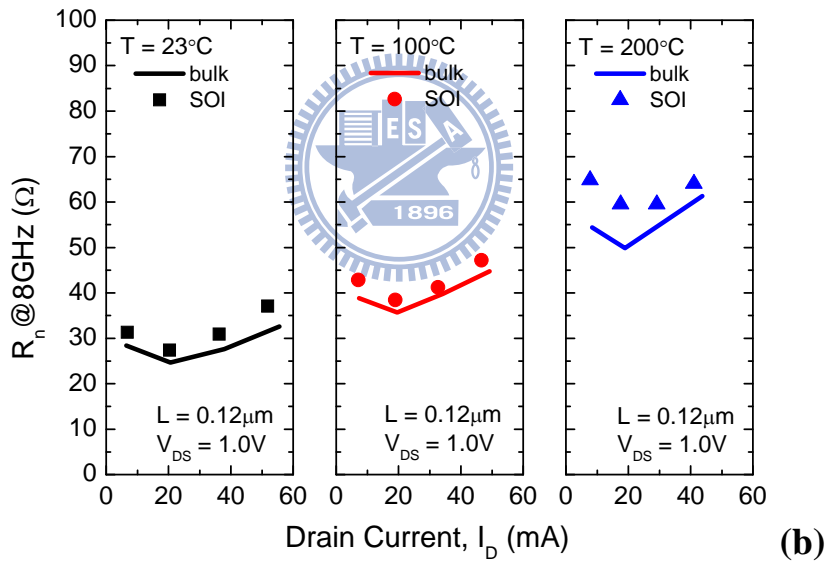 T = 23°C
bulk
SOI
T = 100°C
bulk
SOI
T = 200°C
bulk
SOI
ESA
1896
100
90
80
70
60
50
40
30
20
10
0
R_n @8GHz (Ω)
L = 0.12μm
V_DS = 1.0V
L = 0.12μm
V_DS = 1.0V
L = 0.12μm
V_DS = 1.0V
0 20 40 60
0 20 40 60
0 20 40 60
Drain Current, I_D (mA)
(b)